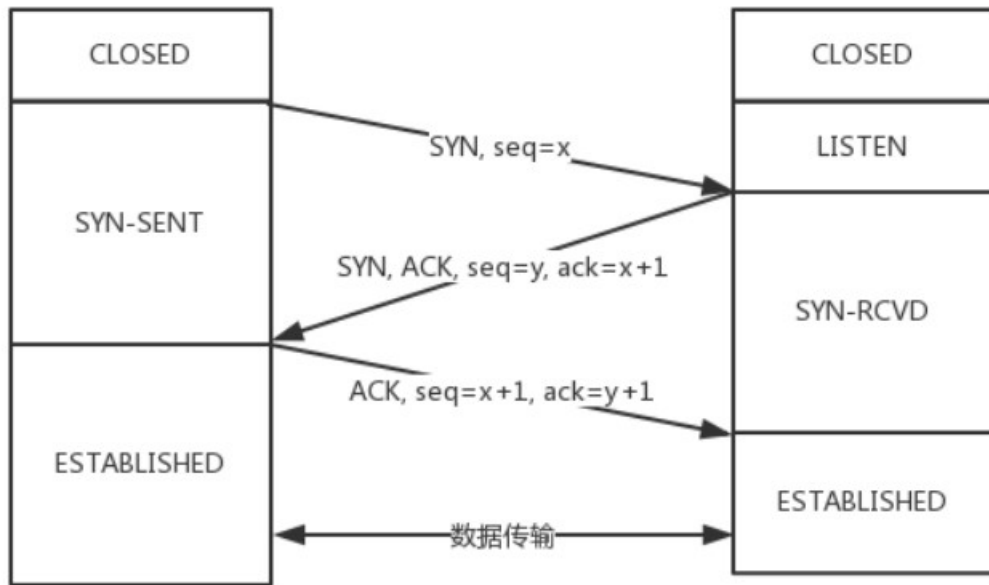 CLOSED
CLOSED
SYN, seq=x
LISTEN
SYN-SENT
SYN, ACK, seq=y, ack=x+1
SYN-RCVD
ACK, seq=x+1, ack=y+1
ESTABLISHED
ESTABLISHED
数据传输